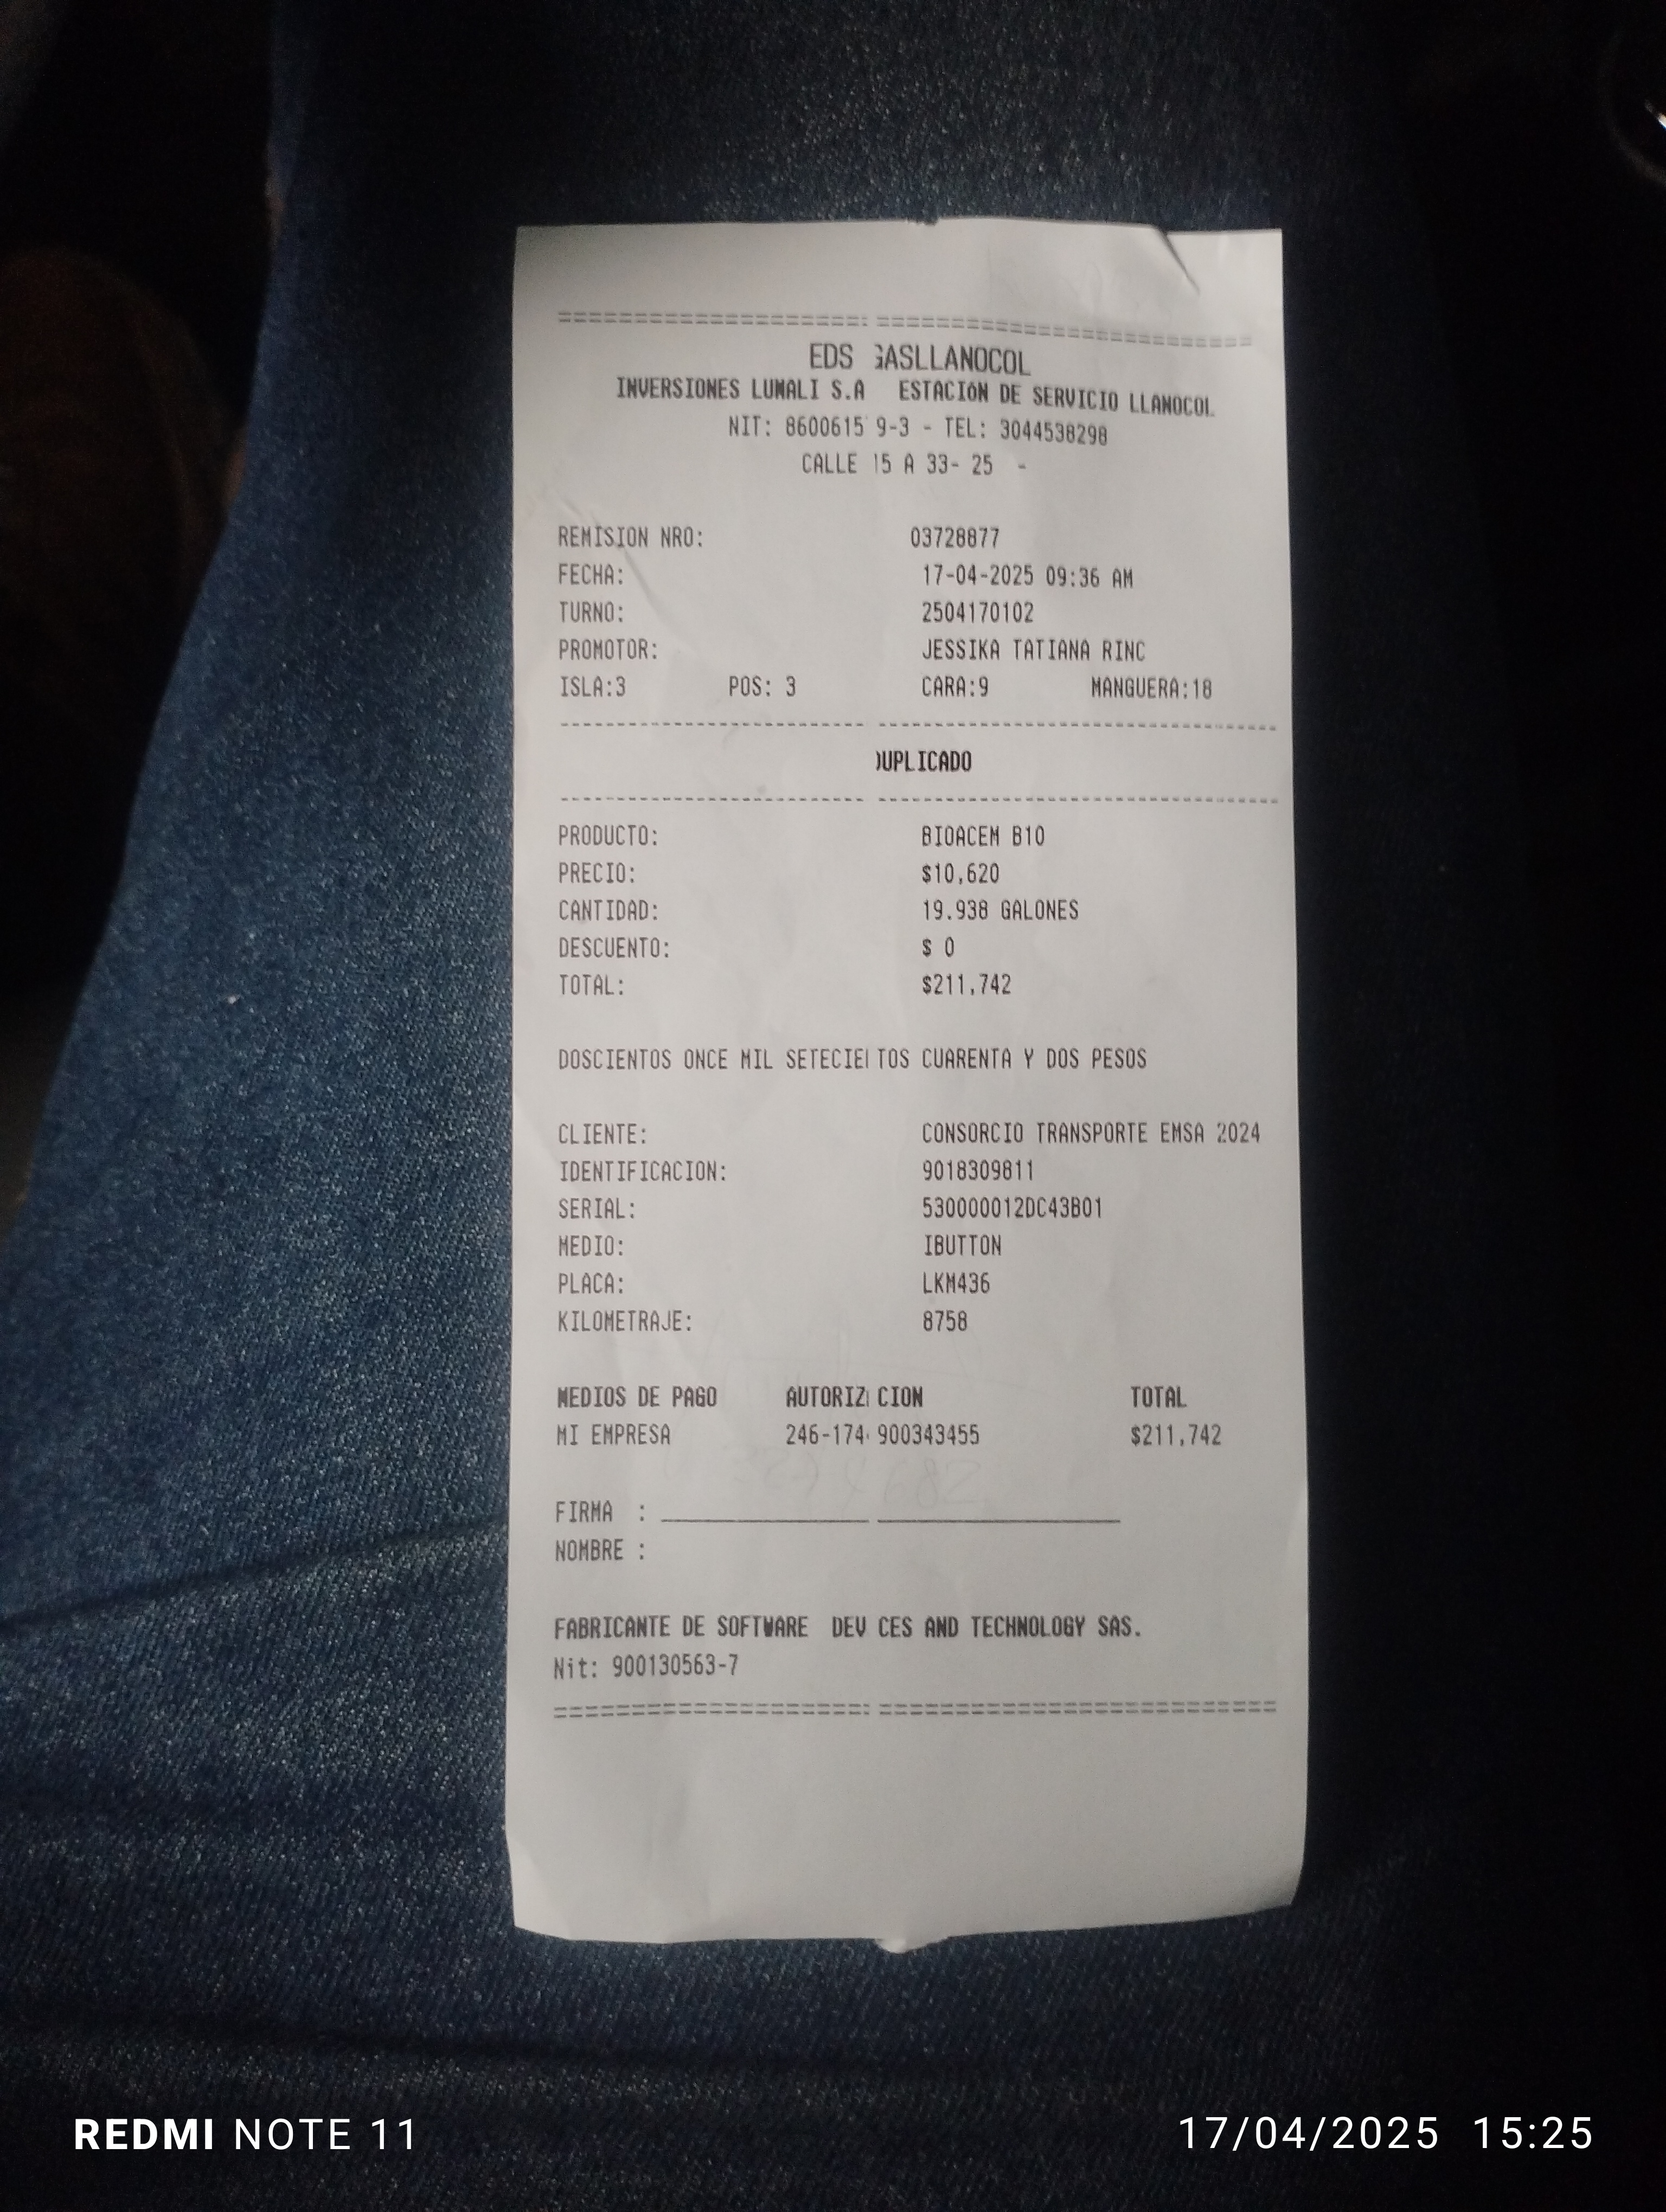 EDS GASLLANOCOL
INVERSIONES LUMALI S.A ESTACION DE SERVICIO LLANOCOL
NIT: 8600615 9-3 - TEL: 3044538298
CALLE 15 A 33- 25 -
REMISION NRO: 03728877
FECHA: 17-04-2025 09:36 AM
TURNO: 2504170102
PROMOTOR: JESSIKA TATIANA RINC
ISLA:3 POS: 3 CARA:9 MANGUERA:18
DUPLICADO
PRODUCTO: BIOACEM B10
PRECIO: $10,620
CANTIDAD: 19.938 GALONES
DESCUENTO: $ 0
TOTAL: $211,742
DOSCIENTOS ONCE MIL SETECIENTOS CUARENTA Y DOS PESOS
CLIENTE: CONSORCIO TRANSPORTE EMSA 2024
IDENTIFICACION: 9018309811
SERIAL: 530000012DC43B01
MEDIO: IBUTTON
PLACA: LKM436
KILOMETRAJE: 8758
MEDIOS DE PAGO AUTORIZACION TOTAL
MI EMPRESA 246-174 900343455 $211,742
FIRMA :
NOMBRE :
FABRICANTE DE SOFTWARE DEVICES AND TECHNOLOGY SAS.
Nit: 900130563-7
REDMI NOTE 11
17/04/2025 15:25